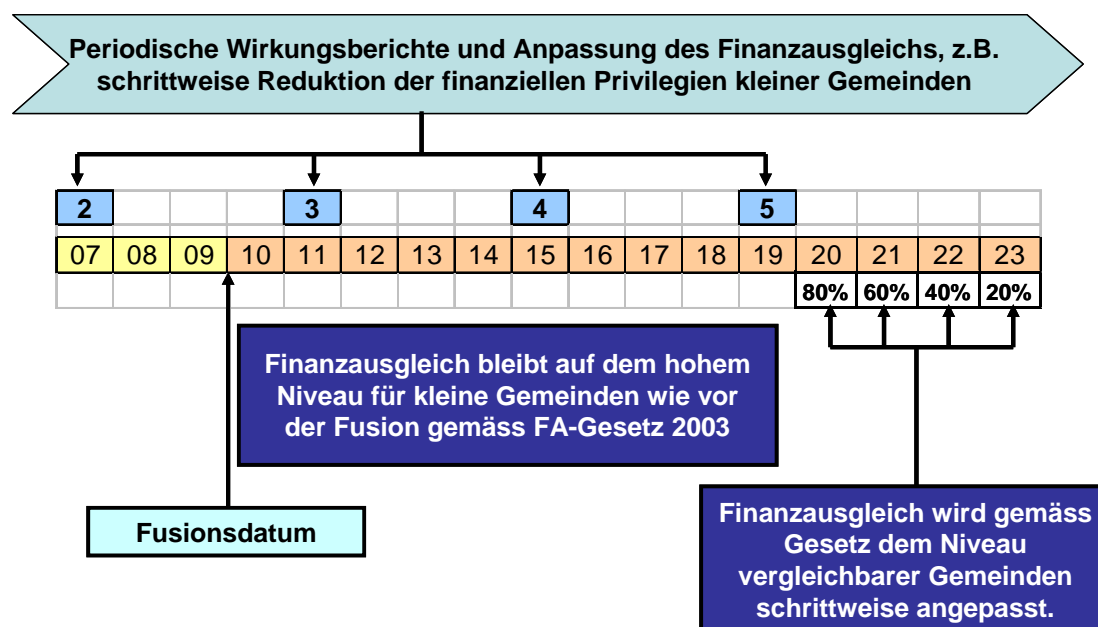 Periodische Wirkungsberichte und Anpassung des Finanzausgleichs, z.B.
schrittweise Reduktion der finanziellen Privilegien kleiner Gemeinden
2 3 4 5
07 08 09 10 11 12 13 14 15 16 17 18 19 20 21 22 23
80% 60% 40% 20%
Finanzausgleich bleibt auf dem hohem
Niveau für kleine Gemeinden wie vor
der Fusion gemäss FA-Gesetz 2003
Fusionsdatum
Finanzausgleich wird gemäss
Gesetz dem Niveau
vergleichbarer Gemeinden
schrittweise angepasst.